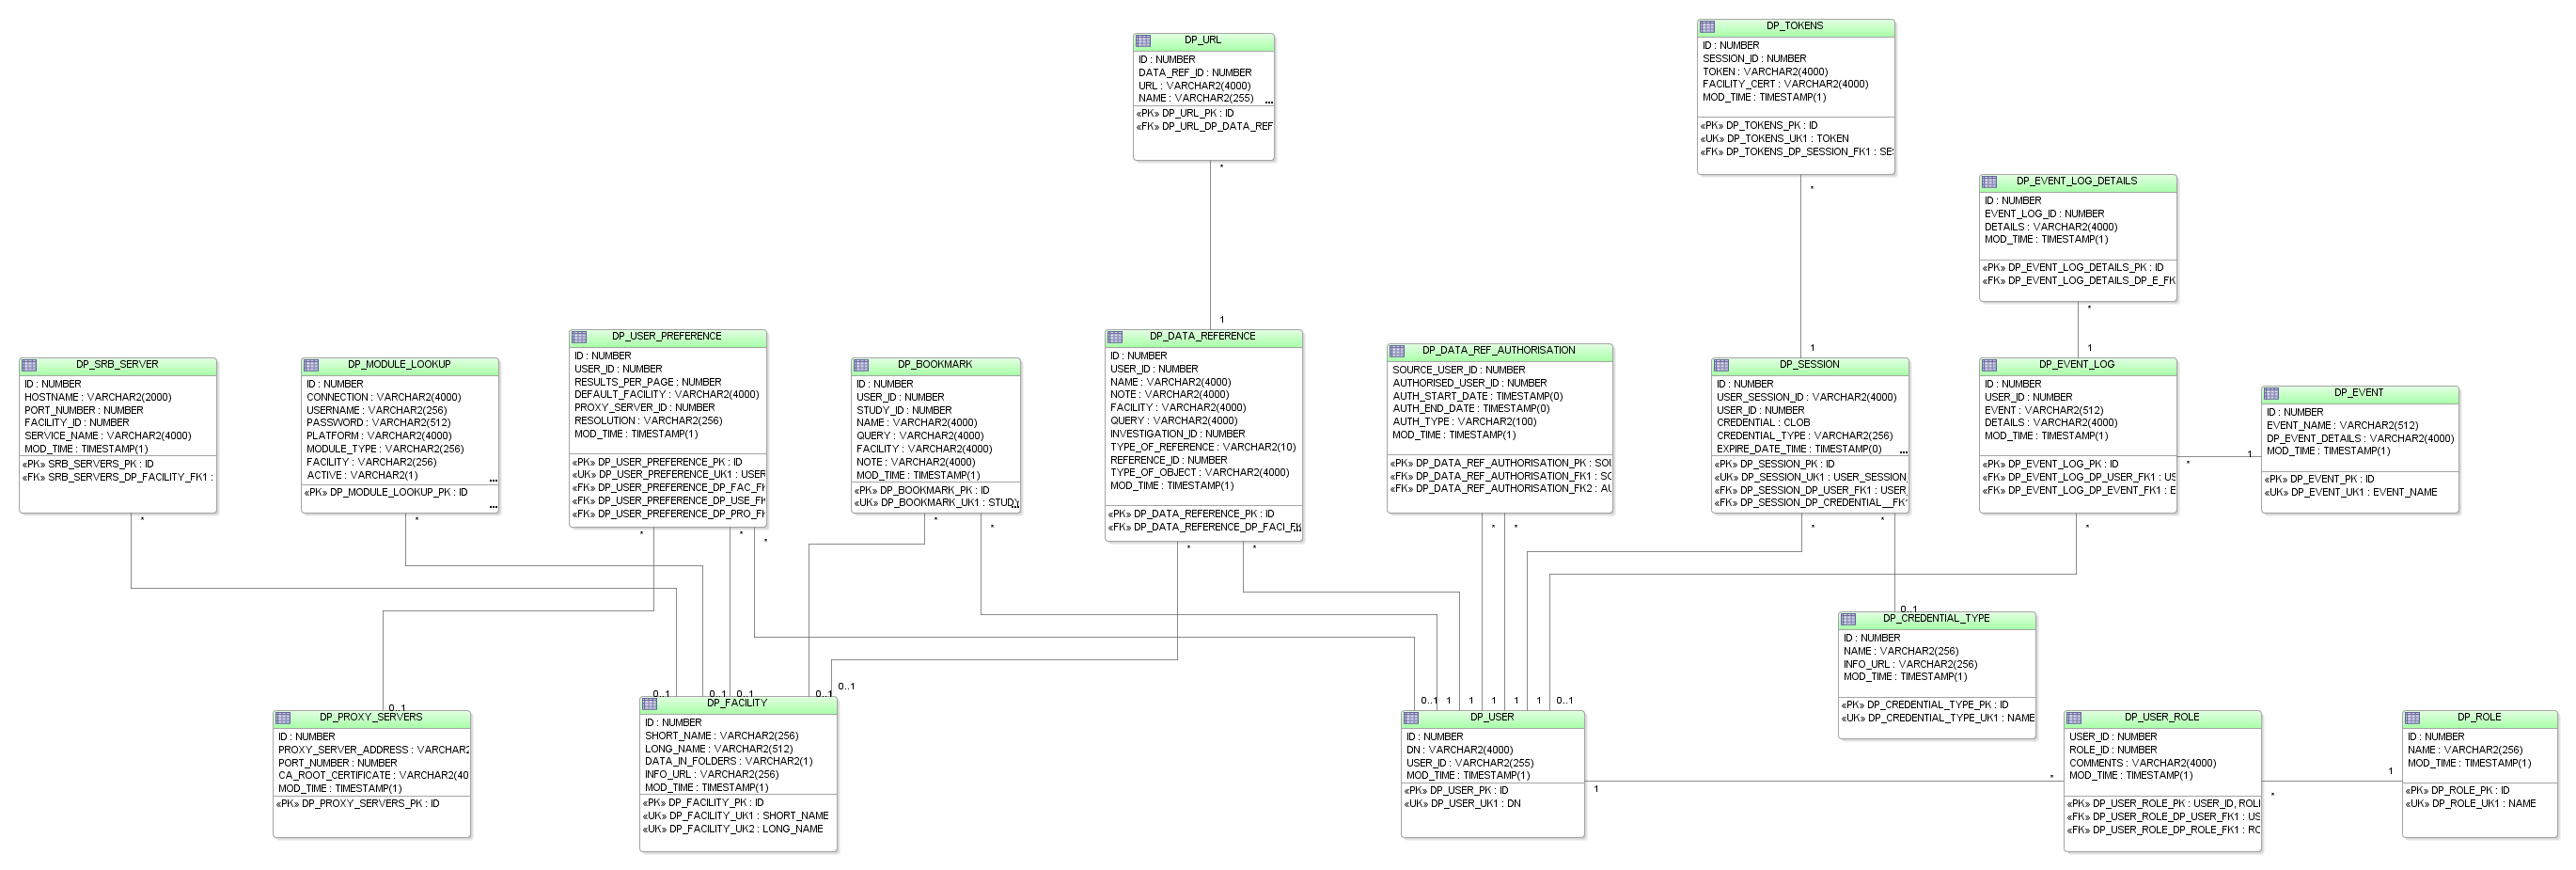 DP_URL
ID : NUMBER
DATA_REF_ID : NUMBER
URL : VARCHAR2(4000)
NAME : VARCHAR2(255) ...
«PK» DP_URL_PK : ID
«FK» DP_URL_DP_DATA_REF
*
1
DP_TOKENS
ID : NUMBER
SESSION_ID : NUMBER
TOKEN : VARCHAR2(4000)
FACILITY_CERT : VARCHAR2(4000)
MOD_TIME : TIMESTAMP(1)
«PK» DP_TOKENS_PK : ID
«UK» DP_TOKENS_UK1 : TOKEN
«FK» DP_TOKENS_DP_SESSION_FK1 : SE
*
1
DP_EVENT_LOG_DETAILS
ID : NUMBER
EVENT_LOG_ID : NUMBER
DETAILS : VARCHAR2(4000)
MOD_TIME : TIMESTAMP(1)
«PK» DP_EVENT_LOG_DETAILS_PK : ID
«FK» DP_EVENT_LOG_DETAILS_DP_E_FK
*
1
DP_SRB_SERVER
ID : NUMBER
HOSTNAME : VARCHAR2(2000)
PORT_NUMBER : NUMBER
FACILITY_ID : NUMBER
SERVICE_NAME : VARCHAR2(4000)
MOD_TIME : TIMESTAMP(1)
«PK» SRB_SERVERS_PK : ID
«FK» SRB_SERVERS_DP_FACILITY_FK1 :
*
DP_MODULE_LOOKUP
ID : NUMBER
CONNECTION : VARCHAR2(4000)
USERNAME : VARCHAR2(256)
PASSWORD : VARCHAR2(512)
PLATFORM : VARCHAR2(4000)
MODULE_TYPE : VARCHAR2(256)
FACILITY : VARCHAR2(256)
ACTIVE : VARCHAR2(1) ...
«PK» DP_MODULE_LOOKUP_PK : ID
...
*
DP_USER_PREFERENCE
ID : NUMBER
USER_ID : NUMBER
RESULTS_PER_PAGE : NUMBER
DEFAULT_FACILITY : VARCHAR2(4000)
PROXY_SERVER_ID : NUMBER
RESOLUTION : VARCHAR2(256)
MOD_TIME : TIMESTAMP(1)
«PK» DP_USER_PREFERENCE_PK : ID
«UK» DP_USER_PREFERENCE_UK1 : USER
«FK» DP_USER_PREFERENCE_DP_FAC_FK
«FK» DP_USER_PREFERENCE_DP_USE_FK
«FK» DP_USER_PREFERENCE_DP_PRO_FK
* * *
DP_BOOKMARK
ID : NUMBER
USER_ID : NUMBER
STUDY_ID : NUMBER
NAME : VARCHAR2(4000)
QUERY : VARCHAR2(4000)
FACILITY : VARCHAR2(4000)
NOTE : VARCHAR2(4000)
MOD_TIME : TIMESTAMP(1)
«PK» DP_BOOKMARK_PK : ID
«UK» DP_BOOKMARK_UK1 : STUDY...
* *
DP_DATA_REFERENCE
ID : NUMBER
USER_ID : NUMBER
NAME : VARCHAR2(4000)
NOTE : VARCHAR2(4000)
FACILITY : VARCHAR2(4000)
QUERY : VARCHAR2(4000)
INVESTIGATION_ID : NUMBER
TYPE_OF_REFERENCE : VARCHAR2(10)
REFERENCE_ID : NUMBER
TYPE_OF_OBJECT : VARCHAR2(4000)
MOD_TIME : TIMESTAMP(1)
«PK» DP_DATA_REFERENCE_PK : ID
«FK» DP_DATA_REFERENCE_DP_FACI_FK...
* *
DP_DATA_REF_AUTHORISATION
SOURCE_USER_ID : NUMBER
AUTHORISED_USER_ID : NUMBER
AUTH_START_DATE : TIMESTAMP(0)
AUTH_END_DATE : TIMESTAMP(0)
AUTH_TYPE : VARCHAR2(100)
MOD_TIME : TIMESTAMP(1)
«PK» DP_DATA_REF_AUTHORISATION_PK : SOU
«FK» DP_DATA_REF_AUTHORISATION_FK1 : SO
«FK» DP_DATA_REF_AUTHORISATION_FK2 : AU
* *
DP_SESSION
ID : NUMBER
USER_SESSION_ID : VARCHAR2(4000)
USER_ID : NUMBER
CREDENTIAL : CLOB
CREDENTIAL_TYPE : VARCHAR2(256)
EXPIRE_DATE_TIME : TIMESTAMP(0) ...
«PK» DP_SESSION_PK : ID
«UK» DP_SESSION_UK1 : USER_SESSION_
«FK» DP_SESSION_DP_USER_FK1 : USER_
«FK» DP_SESSION_DP_CREDENTIAL__FK
* *
DP_EVENT_LOG
ID : NUMBER
USER_ID : NUMBER
EVENT : VARCHAR2(512)
DETAILS : VARCHAR2(4000)
MOD_TIME : TIMESTAMP(1)
«PK» DP_EVENT_LOG_PK : ID
«FK» DP_EVENT_LOG_DP_USER_FK1 : US
«FK» DP_EVENT_LOG_DP_EVENT_FK1 : E
*
* 1
DP_EVENT
ID : NUMBER
EVENT_NAME : VARCHAR2(512)
DP_EVENT_DETAILS : VARCHAR2(4000)
MOD_TIME : TIMESTAMP(1)
«PK» DP_EVENT_PK : ID
«UK» DP_EVENT_UK1 : EVENT_NAME
0..1
DP_CREDENTIAL_TYPE
ID : NUMBER
NAME : VARCHAR2(256)
INFO_URL : VARCHAR2(256)
MOD_TIME : TIMESTAMP(1)
«PK» DP_CREDENTIAL_TYPE_PK : ID
«UK» DP_CREDENTIAL_TYPE_UK1 : NAME
0..1
DP_PROXY_SERVERS
ID : NUMBER
PROXY_SERVER_ADDRESS : VARCHAR2
PORT_NUMBER : NUMBER
CA_ROOT_CERTIFICATE : VARCHAR2(40
MOD_TIME : TIMESTAMP(1)
«PK» DP_PROXY_SERVERS_PK : ID
0..1 0..1 0..1 0..1 0..1
DP_FACILITY
ID : NUMBER
SHORT_NAME : VARCHAR2(256)
LONG_NAME : VARCHAR2(512)
DATA_IN_FOLDERS : VARCHAR2(1)
INFO_URL : VARCHAR2(256)
MOD_TIME : TIMESTAMP(1)
«PK» DP_FACILITY_PK : ID
«UK» DP_FACILITY_UK1 : SHORT_NAME
«UK» DP_FACILITY_UK2 : LONG_NAME
0..1 1 1 1 1 1 0..1
DP_USER
ID : NUMBER
DN : VARCHAR2(4000)
USER_ID : VARCHAR2(255)
MOD_TIME : TIMESTAMP(1)
«PK» DP_USER_PK : ID
«UK» DP_USER_UK1 : DN
1 *
DP_USER_ROLE
USER_ID : NUMBER
ROLE_ID : NUMBER
COMMENTS : VARCHAR2(4000)
MOD_TIME : TIMESTAMP(1)
«PK» DP_USER_ROLE_PK : USER_ID, ROLI
«FK» DP_USER_ROLE_DP_USER_FK1 : US
«FK» DP_USER_ROLE_DP_ROLE_FK1 : RO
* 1
DP_ROLE
ID : NUMBER
NAME : VARCHAR2(256)
MOD_TIME : TIMESTAMP(1)
«PK» DP_ROLE_PK : ID
«UK» DP_ROLE_UK1 : NAME